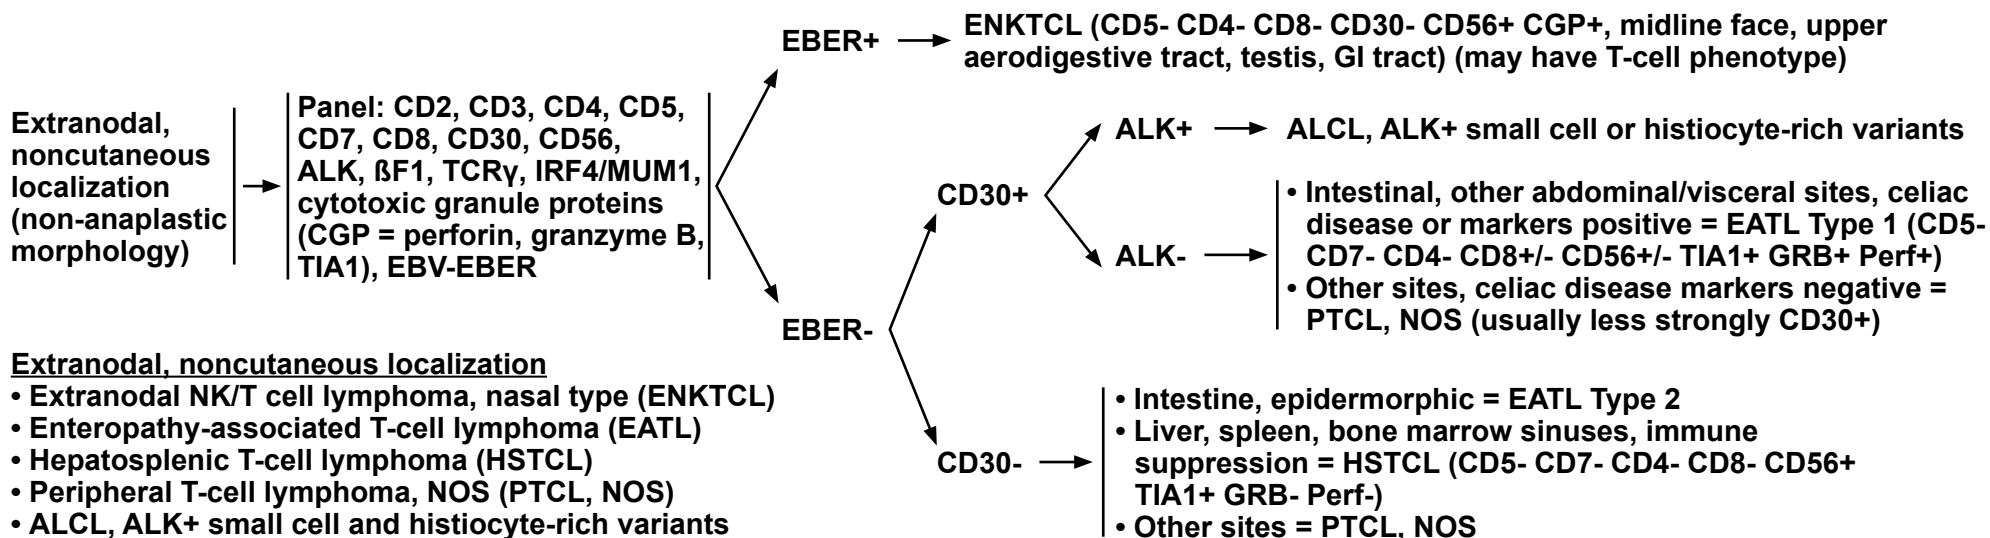 Extranodal,
noncutaneous
localization
(non-anaplastic
morphology)
Panel: CD2, CD3, CD4, CD5,
CD7, CD8, CD30, CD56,
ALK, ßF1, TCRγ, IRF4/MUM1,
cytotoxic granule proteins
(CGP = perforin, granzyme B,
TIA1), EBV-EBER
EBER+
ENKTCL (CD5- CD4- CD8- CD30- CD56+ CGP+, midline face, upper
aerodigestive tract, testis, GI tract) (may have T-cell phenotype)
EBER-
CD30+
ALK+
ALCL, ALK+ small cell or histiocyte-rich variants
ALK-
• Intestinal, other abdominal/visceral sites, celiac
disease or markers positive = EATL Type 1 (CD5-
CD7- CD4- CD8+/- CD56+/- TIA1+ GRB+ Perf+)
• Other sites, celiac disease markers negative =
PTCL, NOS (usually less strongly CD30+)
CD30-
• Intestine, epidermorphic = EATL Type 2
• Liver, spleen, bone marrow sinuses, immune
suppression = HSTCL (CD5- CD7- CD4- CD8- CD56+
TIA1+ GRB- Perf-)
• Other sites = PTCL, NOS
Extranodal, noncutaneous localization
• Extranodal NK/T cell lymphoma, nasal type (ENKTCL)
• Enteropathy-associated T-cell lymphoma (EATL)
• Hepatosplenic T-cell lymphoma (HSTCL)
• Peripheral T-cell lymphoma, NOS (PTCL, NOS)
• ALCL, ALK+ small cell and histiocyte-rich variants